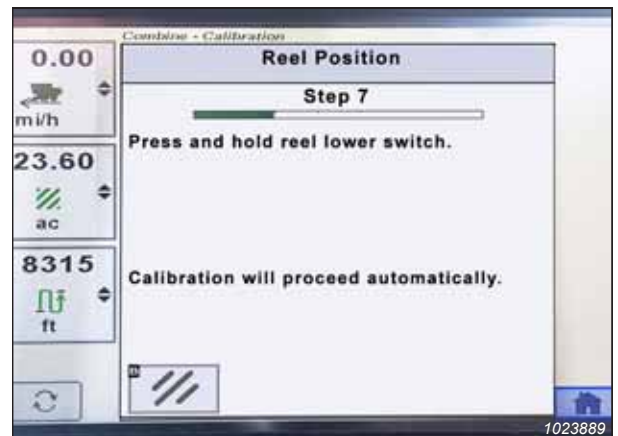 Combine - Calibration
Reel Position
Step 7
Press and hold reel lower switch.
Calibration will proceed automatically.
0.00
mi/h
23.60
ac
8315
ft
1023889